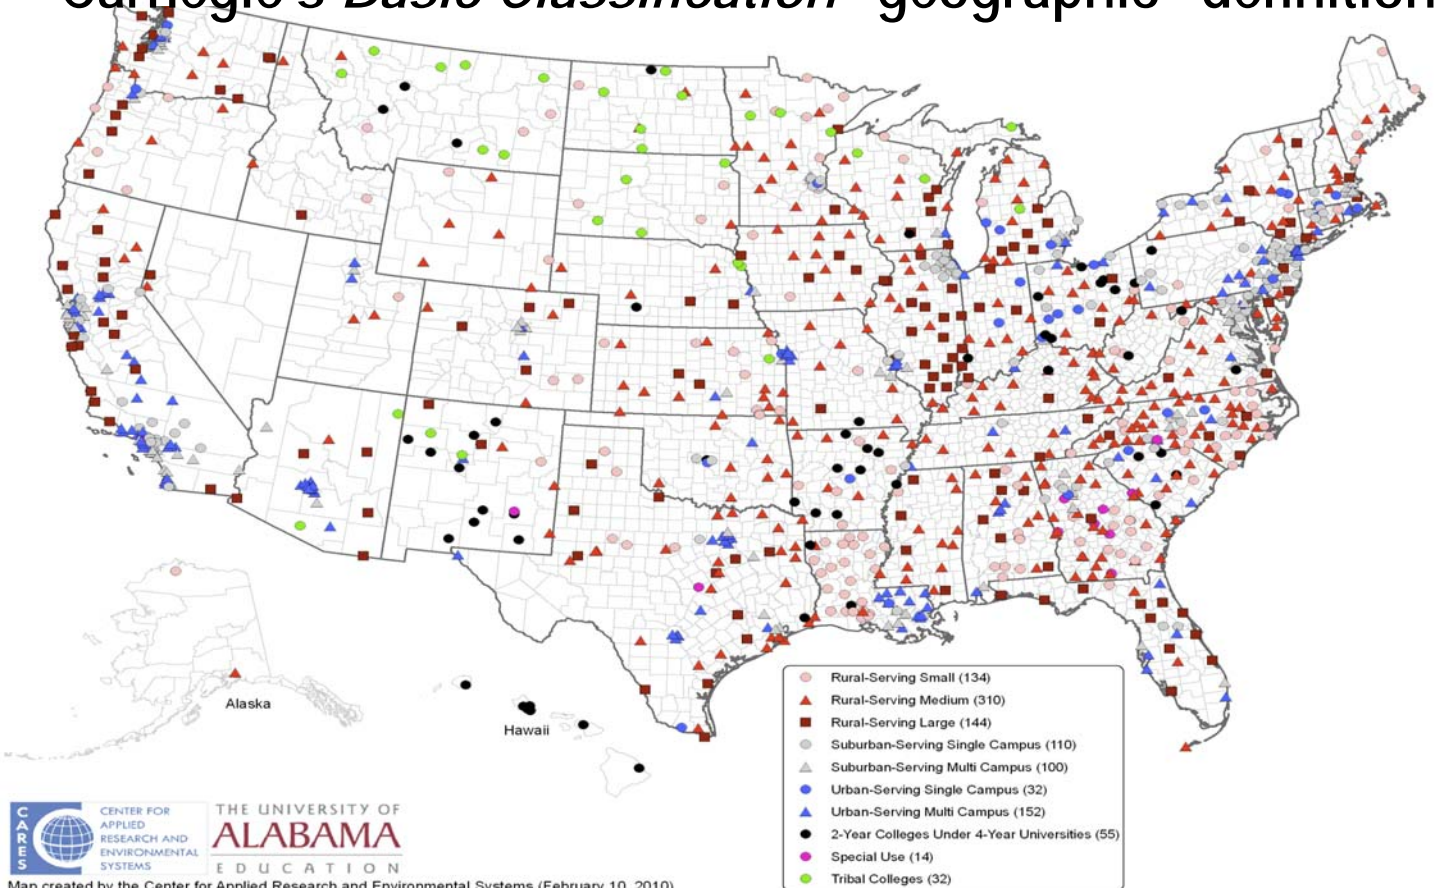 Carnegie's Basic Classification "geographic" definition
Alaska
Hawaii
Rural-Serving Small (134)
Rural-Serving Medium (310)
Rural-Serving Large (144)
Suburban-Serving Single Campus (110)
Suburban-Serving Multi Campus (100)
Urban-Serving Single Campus (32)
Urban-Serving Multi Campus (152)
2-Year Colleges Under 4-Year Universities (55)
Special Use (14)
Tribal Colleges (32)
CARES
CENTER FOR
APPLIED
RESEARCH AND
ENVIRONMENTAL
SYSTEMS
THE UNIVERSITY OF
ALABAMA
EDUCATION
Map created by the Center for Applied Research and Environmental Systems (February 10, 2010)